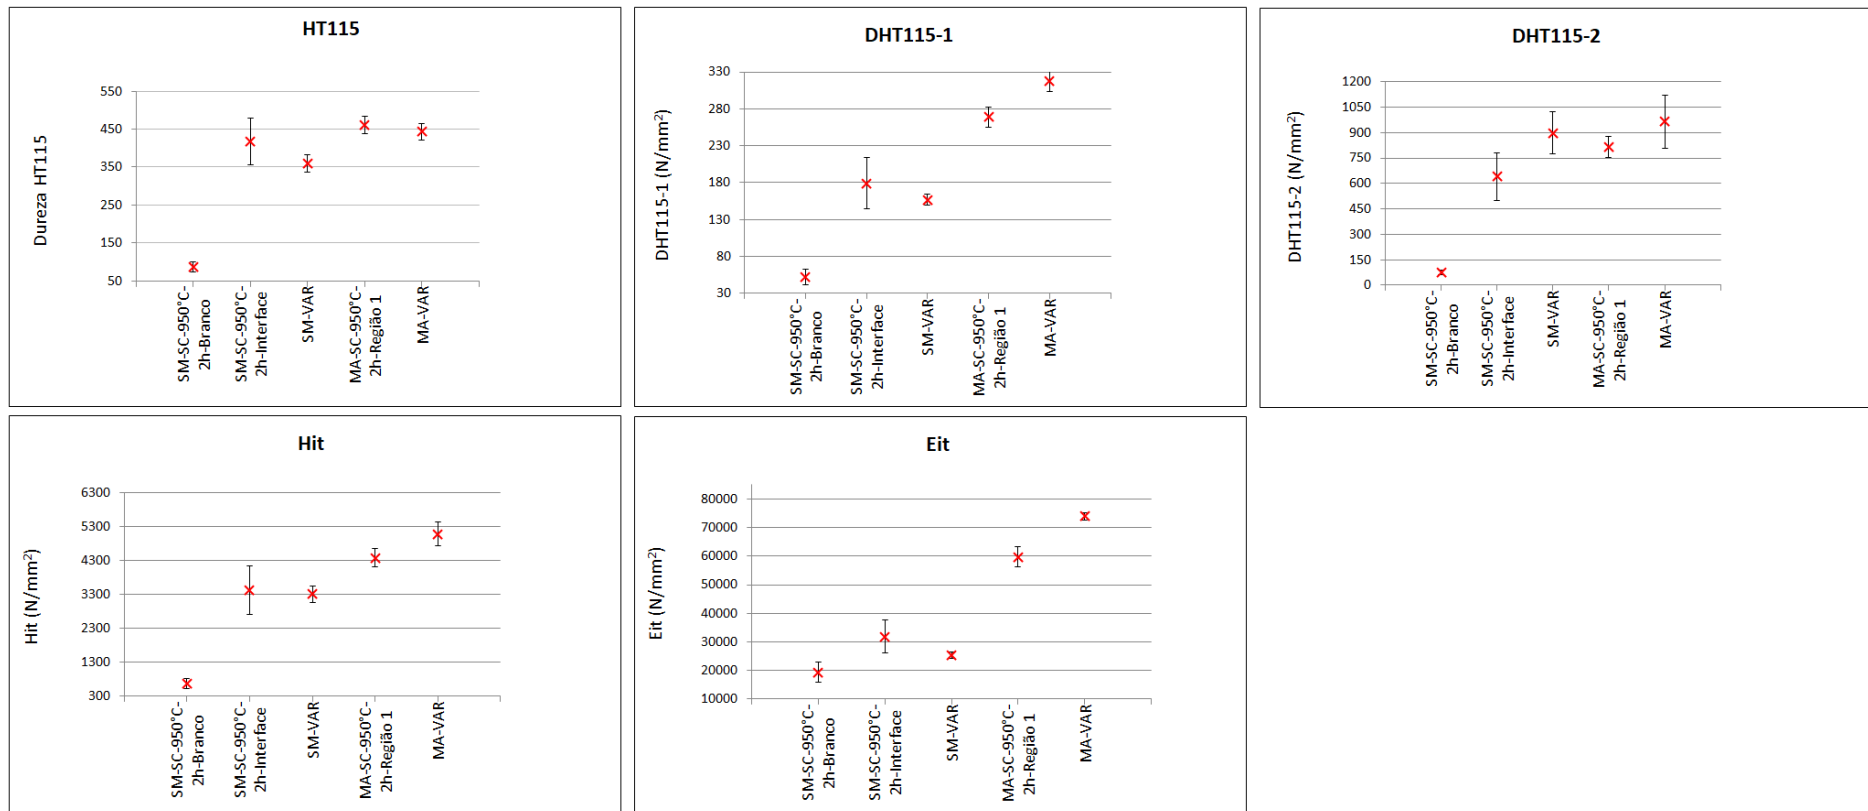 HT115
Dureza HT115
550
450
350
250
150
50
SM-SC-950°C-
2h-Branco
SM-SC-950°C-
2h-Interface
SM-VAR
MA-SC-950°C-
2h-Região 1
MA-VAR
DHT115-1
DHT115-1 (N/mm²)
330
280
230
180
130
80
30
SM-SC-950°C-
2h-Branco
SM-SC-950°C-
2h-Interface
SM-VAR
MA-SC-950°C-
2h-Região 1
MA-VAR
DHT115-2
DHT115-2 (N/mm²)
1200
1050
900
750
600
450
300
150
0
SM-SC-950°C-
2h-Branco
SM-SC-950°C-
2h-Interface
SM-VAR
MA-SC-950°C-
2h-Região 1
MA-VAR
Hit
Hit (N/mm²)
6300
5300
4300
3300
2300
1300
300
SM-SC-950°C-
2h-Branco
SM-SC-950°C-
2h-Interface
SM-VAR
MA-SC-950°C-
2h-Região 1
MA-VAR
Eit
Eit (N/mm²)
80000
70000
60000
50000
40000
30000
20000
10000
SM-SC-950°C-
2h-Branco
SM-SC-950°C-
2h-Interface
SM-VAR
MA-SC-950°C-
2h-Região 1
MA-VAR